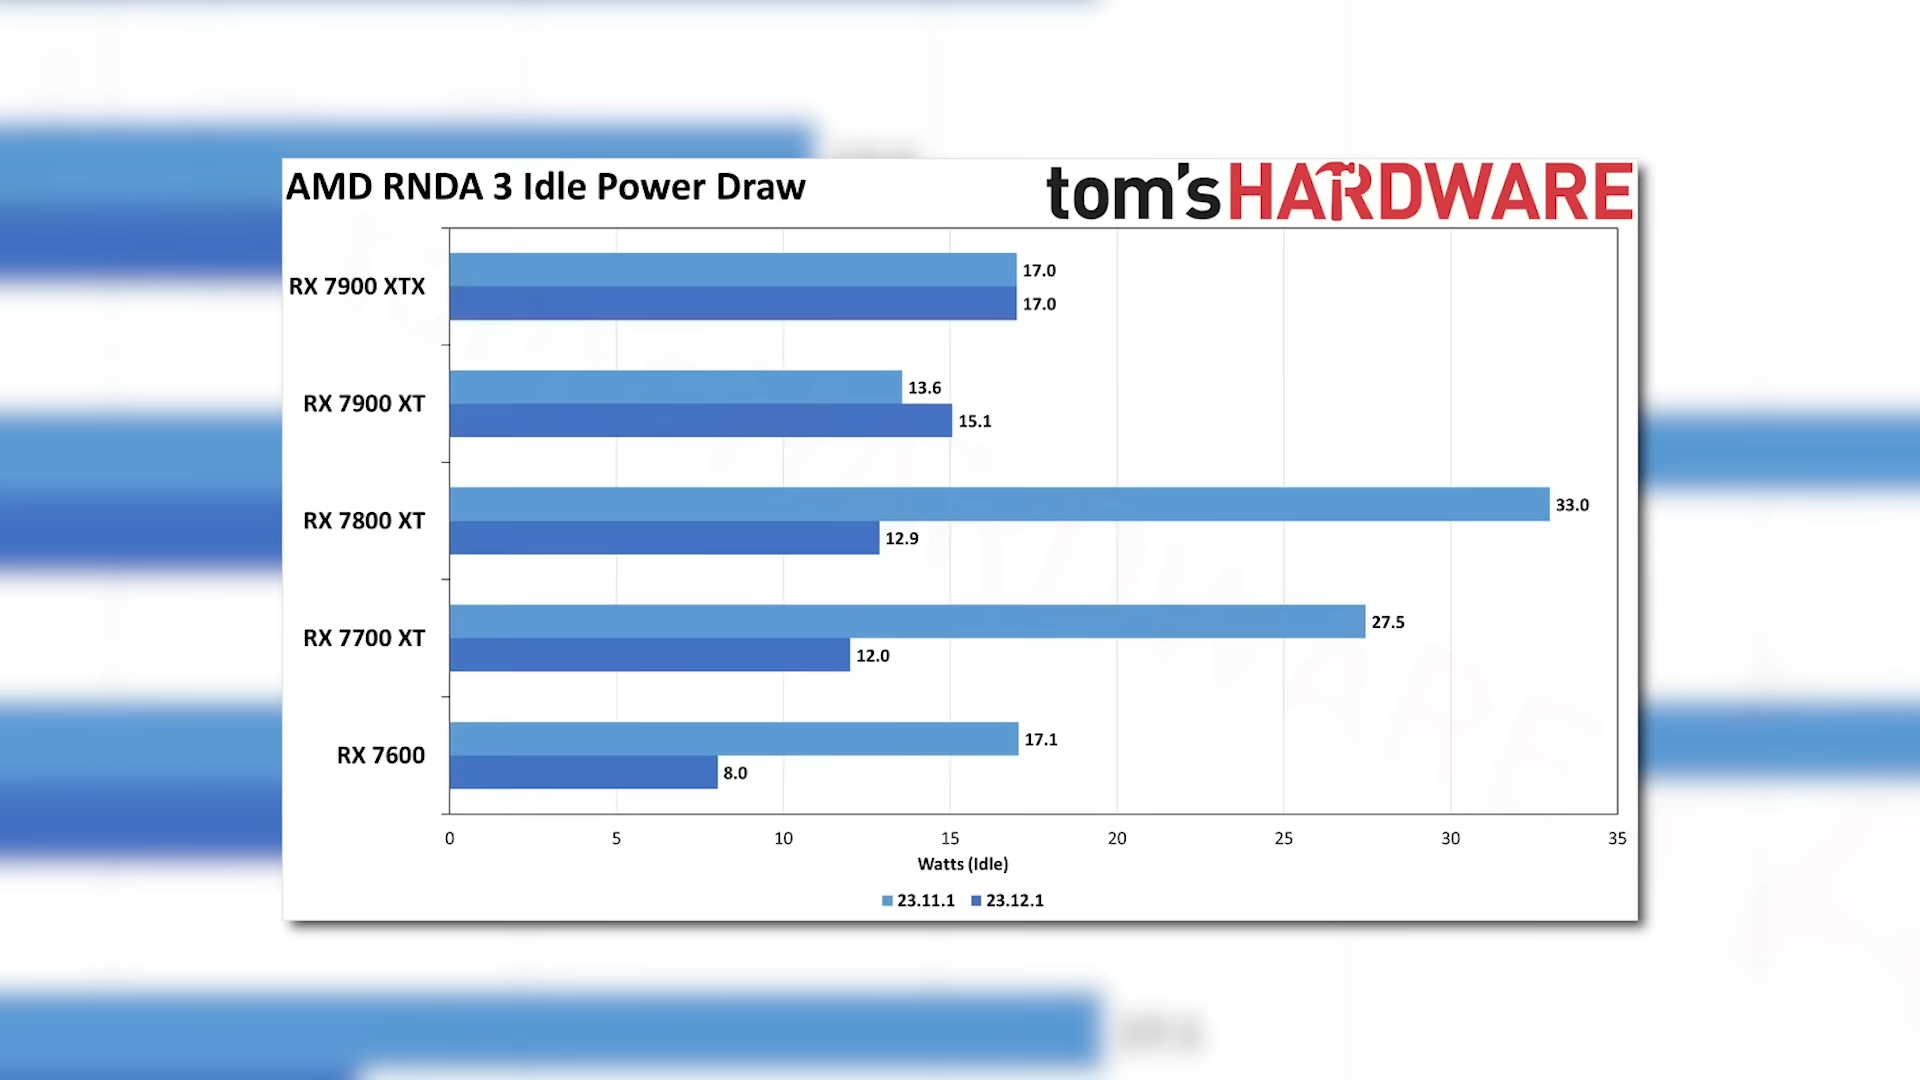 AMD RNDA 3 Idle Power Draw
tom's HARDWARE
RX 7900 XTX
17.0
17.0
RX 7900 XT
13.6
15.1
RX 7800 XT
33.0
12.9
RX 7700 XT
27.5
12.0
RX 7600
17.1
8.0
0 5 10 15 20 25 30 35
Watts (Idle)
23.11.1 23.12.1